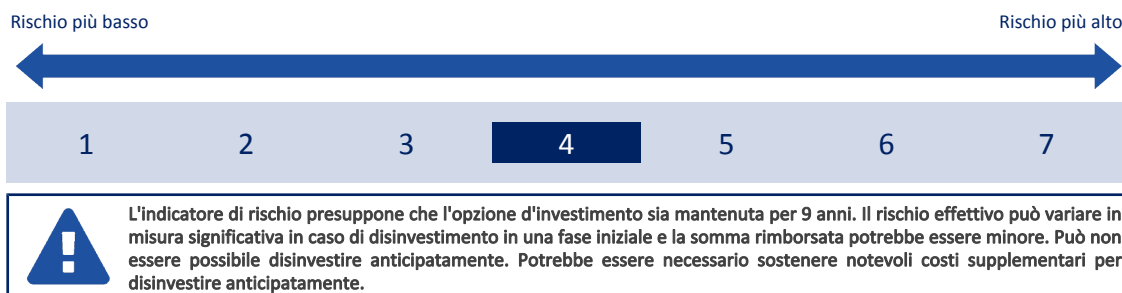 Rischio più basso Rischio più alto
1 2 3 4 5 6 7
L'indicatore di rischio presuppone che l'opzione d'investimento sia mantenuta per 9 anni. Il rischio effettivo può variare in
misura significativa in caso di disinvestimento in una fase iniziale e la somma rimborsata potrebbe essere minore. Può non
essere possibile disinvestire anticipatamente. Potrebbe essere necessario sostenere notevoli costi supplementari per
disinvestire anticipatamente.